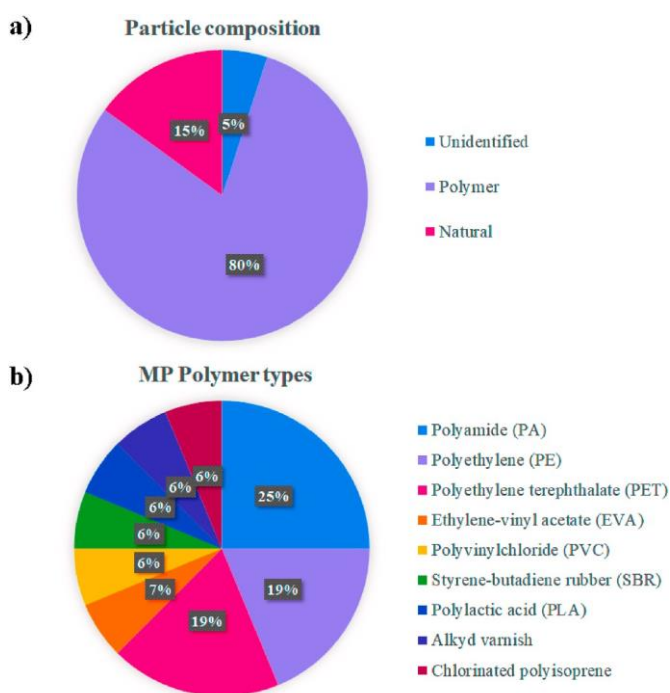 a)
Particle composition
5%
15%
80%
Unidentified
Polymer
Natural
b)
MP Polymer types
6%
6%
6%
6%
6%
7%
19%
19%
25%
Polyamide (PA)
Polyethylene (PE)
Polyethylene terephthalate (PET)
Ethylene-vinyl acetate (EVA)
Polyvinylchloride (PVC)
Styrene-butadiene rubber (SBR)
Polylactic acid (PLA)
Alkyd varnish
Chlorinated polyisoprene